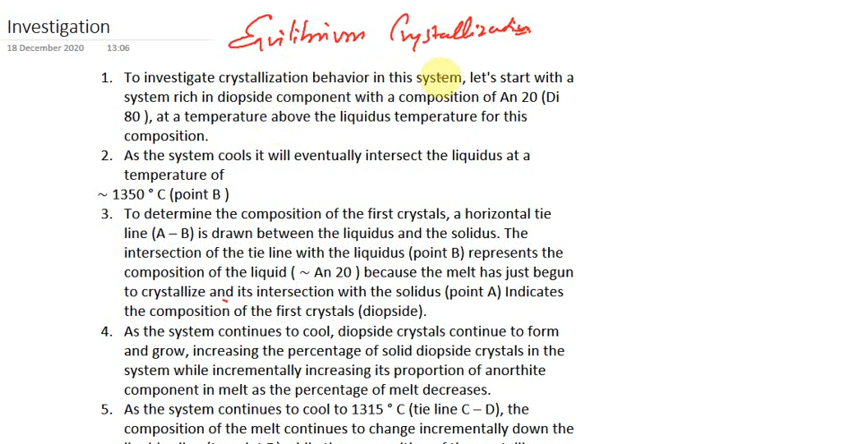 Investigation
Equilibrium Crystallization
18 December 2020 13:06
1. To investigate crystallization behavior in this system, let's start with a
system rich in diopside component with a composition of An 20 (Di
80 ), at a temperature above the liquidus temperature for this
composition.
2. As the system cools it will eventually intersect the liquidus at a
temperature of
~ 1350 ° C (point B )
3. To determine the composition of the first crystals, a horizontal tie
line (A – B) is drawn between the liquidus and the solidus. The
intersection of the tie line with the liquidus (point B) represents the
composition of the liquid ( ~ An 20 ) because the melt has just begun
to crystallize and its intersection with the solidus (point A) Indicates
the composition of the first crystals (diopside).
4. As the system continues to cool, diopside crystals continue to form
and grow, increasing the percentage of solid diopside crystals in the
system while incrementally increasing its proportion of anorthite
component in melt as the percentage of melt decreases.
5. As the system continues to cool to 1315 ° C (tie line C – D), the
composition of the melt continues to change incrementally down the